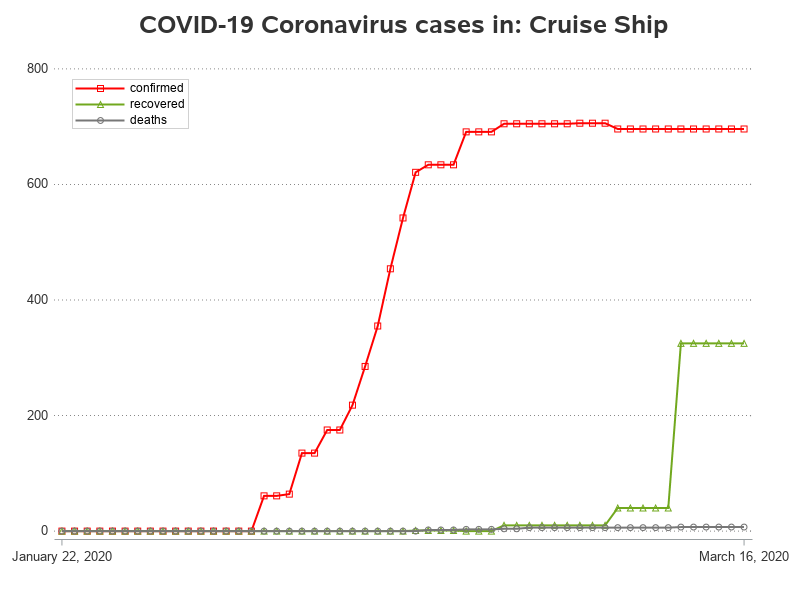 COVID-19 Coronavirus cases in: Cruise Ship
800
confirmed
recovered
deaths
600
400
200
0
January 22, 2020 March 16, 2020